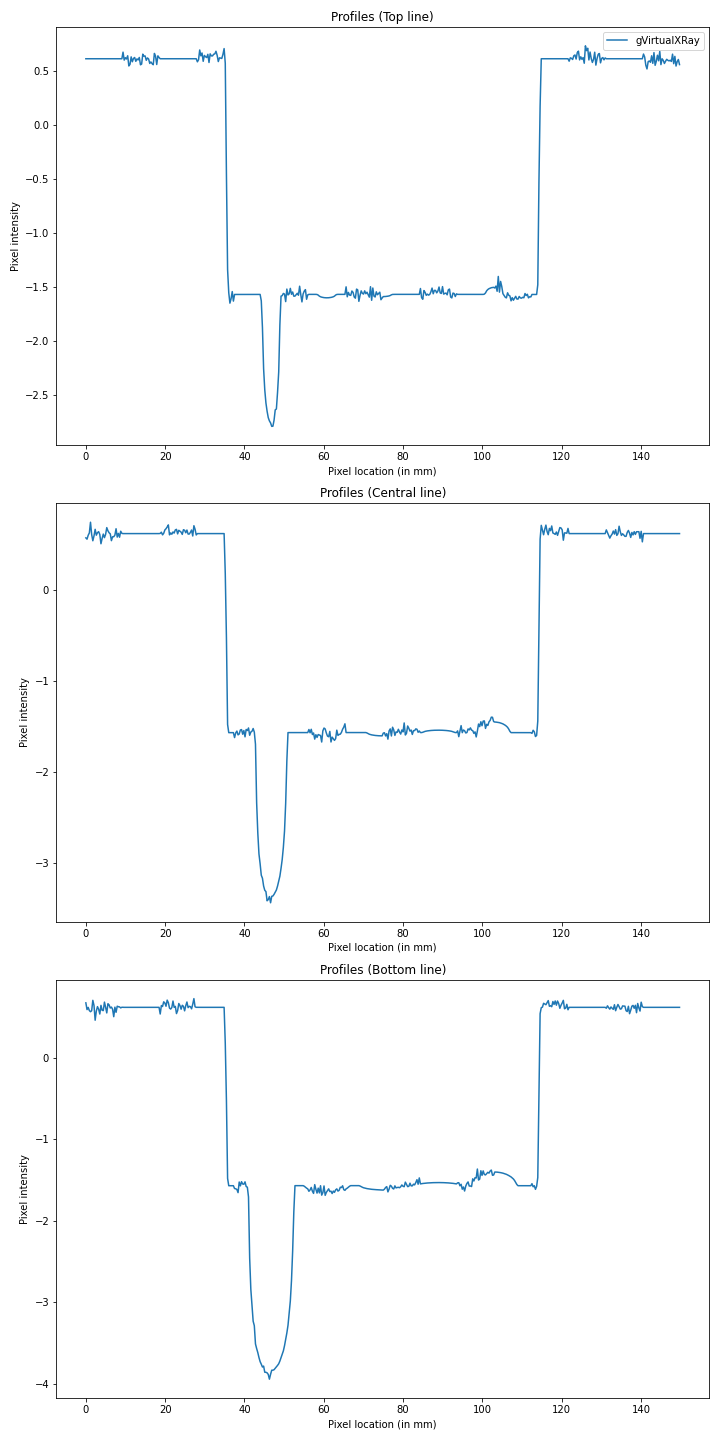 Profiles (Top line)
gVirtualXRay
Pixel intensity
0.5
0.0
−0.5
−1.0
−1.5
−2.0
−2.5
0 20 40 60 80 100 120 140
Pixel location (in mm)
Profiles (Central line)
Pixel intensity
0
−1
−2
−3
0 20 40 60 80 100 120 140
Pixel location (in mm)
Profiles (Bottom line)
Pixel intensity
0
−1
−2
−3
−4
0 20 40 60 80 100 120 140
Pixel location (in mm)